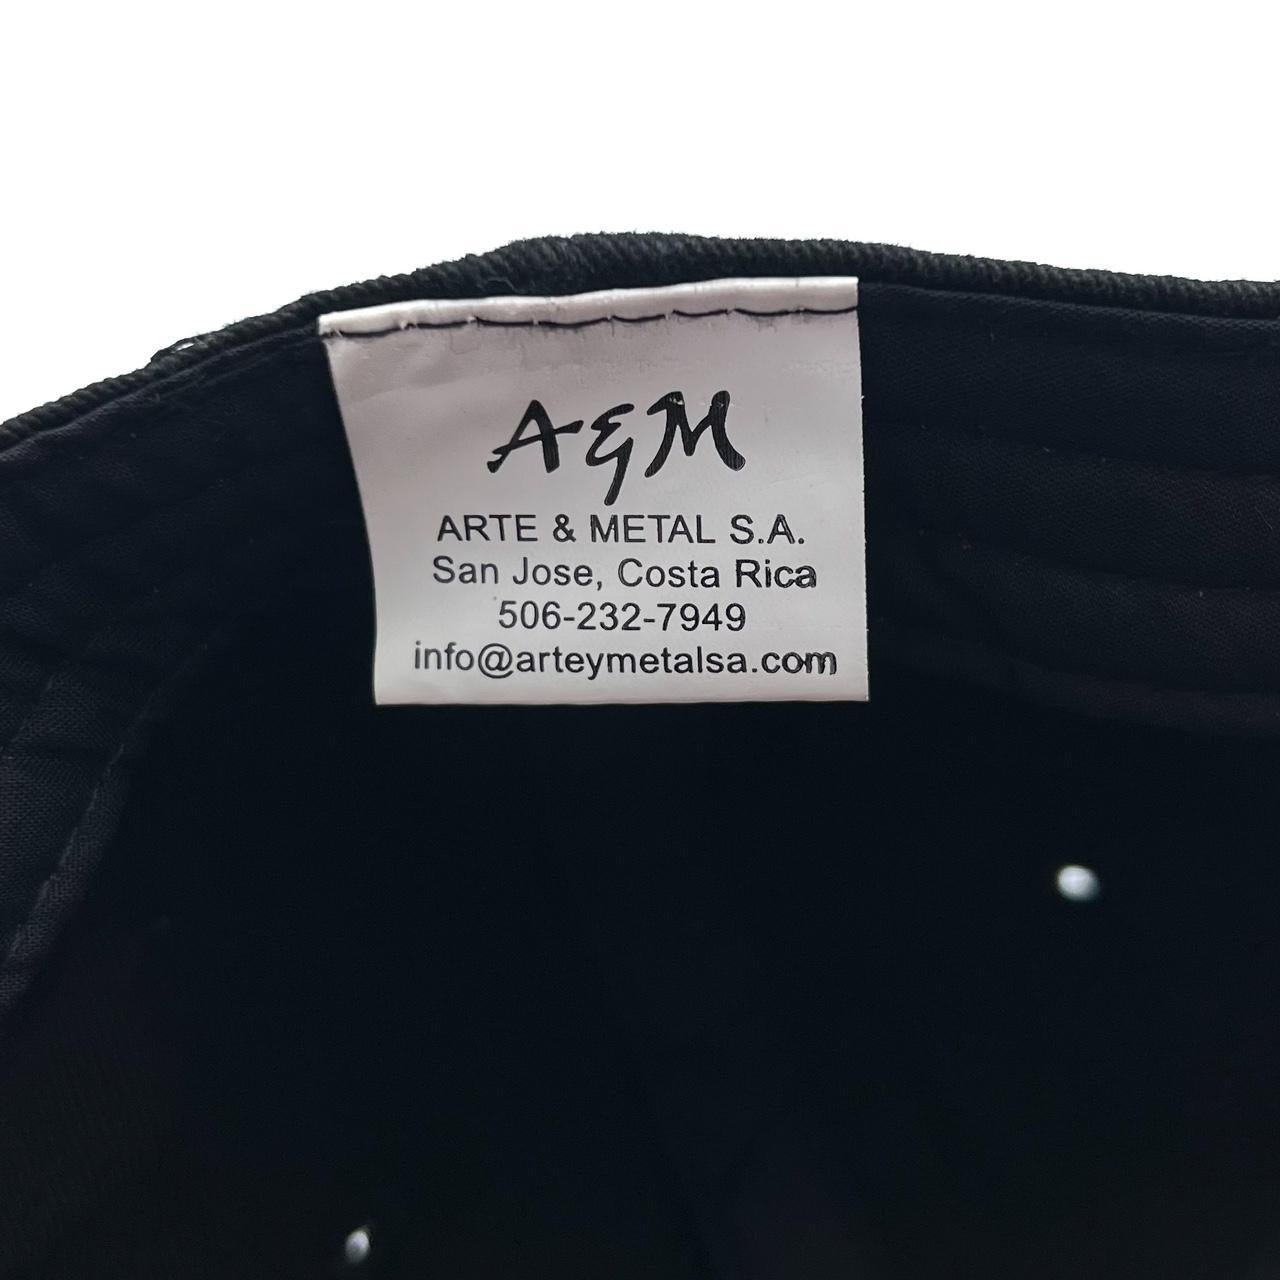 A&M
ARTE & METAL S.A.
San Jose, Costa Rica
506-232-7949
info@arteymetalsa.com